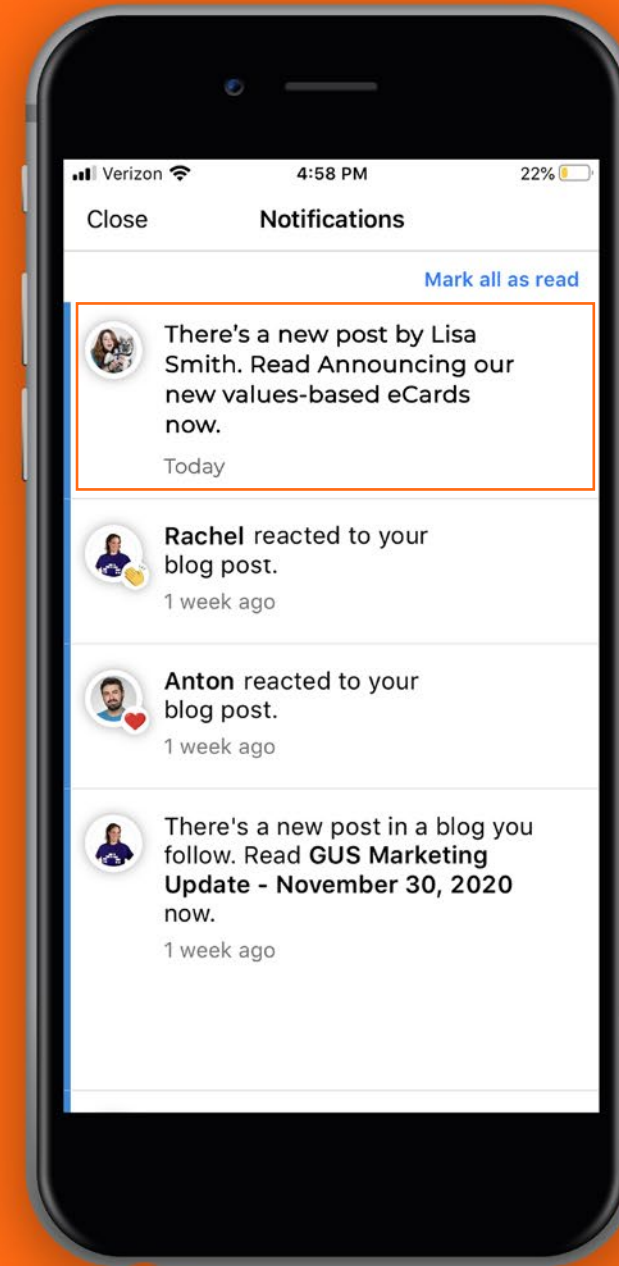 Verizon 4:58 PM 22%
Close Notifications
Mark all as read
There’s a new post by Lisa
Smith. Read Announcing our
new values-based eCards
now.
Today
Rachel reacted to your
blog post.
1 week ago
Anton reacted to your
blog post.
1 week ago
There's a new post in a blog you
follow. Read GUS Marketing
Update - November 30, 2020
now.
1 week ago